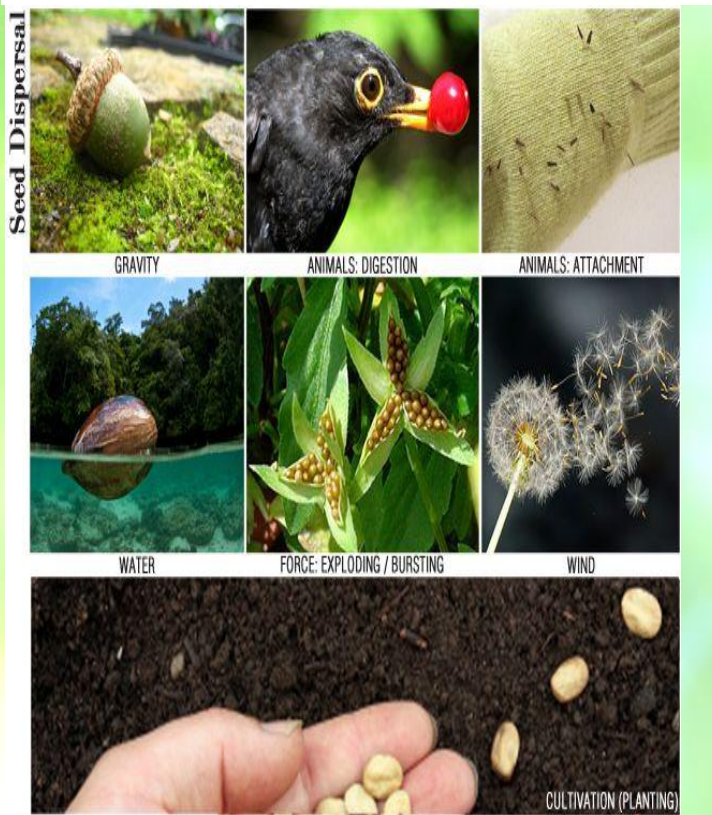 Seed Dispersal
GRAVITY
ANIMALS: DIGESTION
ANIMALS: ATTACHMENT
WATER
FORCE: EXPLODING / BURSTING
WIND
CULTIVATION (PLANTING)